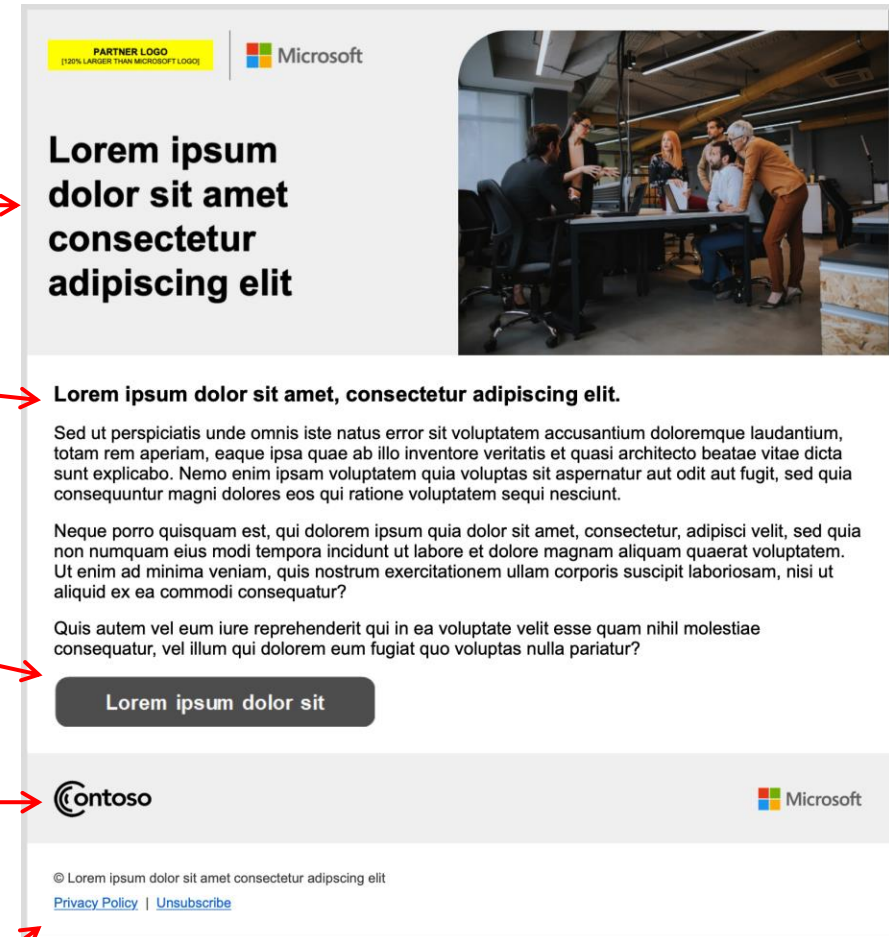 PARTNER LOGO
[120% LARGER THAN MICROSOFT LOGO]
Microsoft
Lorem ipsum
dolor sit amet
consectetur
adipiscing elit
Lorem ipsum dolor sit amet, consectetur adipiscing elit.
Sed ut perspiciatis unde omnis iste natus error sit voluptatem accusantium doloremque laudantium,
totam rem aperiam, eaque ipsa quae ab illo inventore veritatis et quasi architecto beatae vitae dicta
sunt explicabo. Nemo enim ipsam voluptatem quia voluptas sit aspernatur aut odit aut fugit, sed quia
consequuntur magni dolores eos qui ratione voluptatem sequi nesciunt.
Neque porro quisquam est, qui dolorem ipsum quia dolor sit amet, consectetur, adipisci velit, sed quia
non numquam eius modi tempora incidunt ut labore et dolore magnam aliquam quaerat voluptatem.
Ut enim ad minima veniam, quis nostrum exercitationem ullam corporis suscipit laboriosam, nisi ut
aliquid ex ea commodi consequatur?
Quis autem vel eum iure reprehenderit qui in ea voluptate velit esse quam nihil molestiae
consequatur, vel illum qui dolorem eum fugiat quo voluptas nulla pariatur?
Lorem ipsum dolor sit
Contoso
Microsoft
© Lorem ipsum dolor sit amet consectetur adipscing elit
Privacy Policy | Unsubscribe